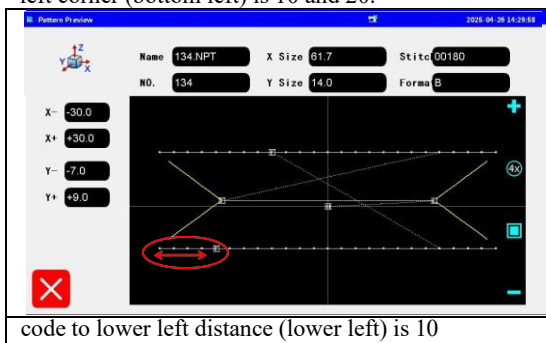 left corner (bottom left) is 10 and 20.
Pattern Preview 2025-04-26 14:29:58
Z
Y
X
Name 134.NPT X Size 61.7 Stitch 00180
NO. 134 Y Size 14.0 Format B
X- -30.0
X+ +30.0
Y- -7.0
Y+ +9.0
4X
code to lower left distance (lower left) is 10